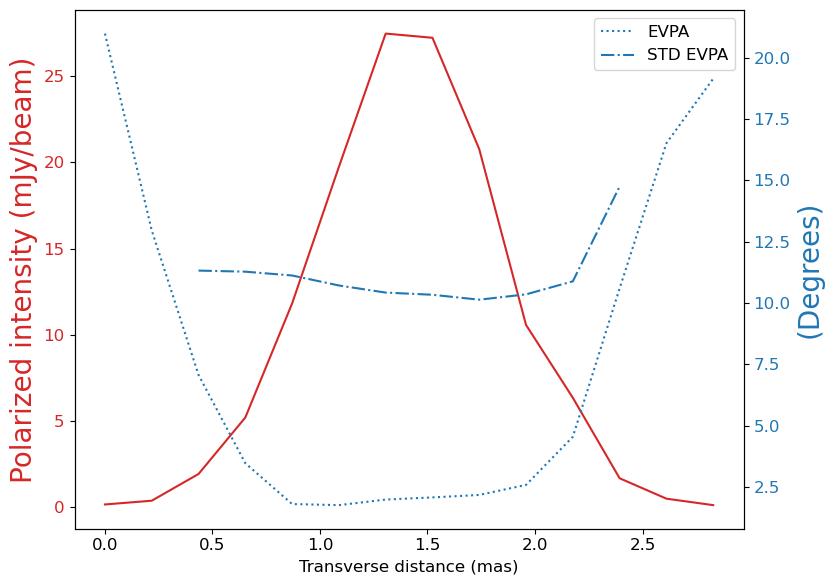 EVPA
STD EVPA
Polarized intensity (mJy/beam)
25
20
15
10
5
0
20.0
17.5
15.0
12.5
10.0
7.5
5.0
2.5
(Degrees)
0.0 0.5 1.0 1.5 2.0 2.5
Transverse distance (mas)